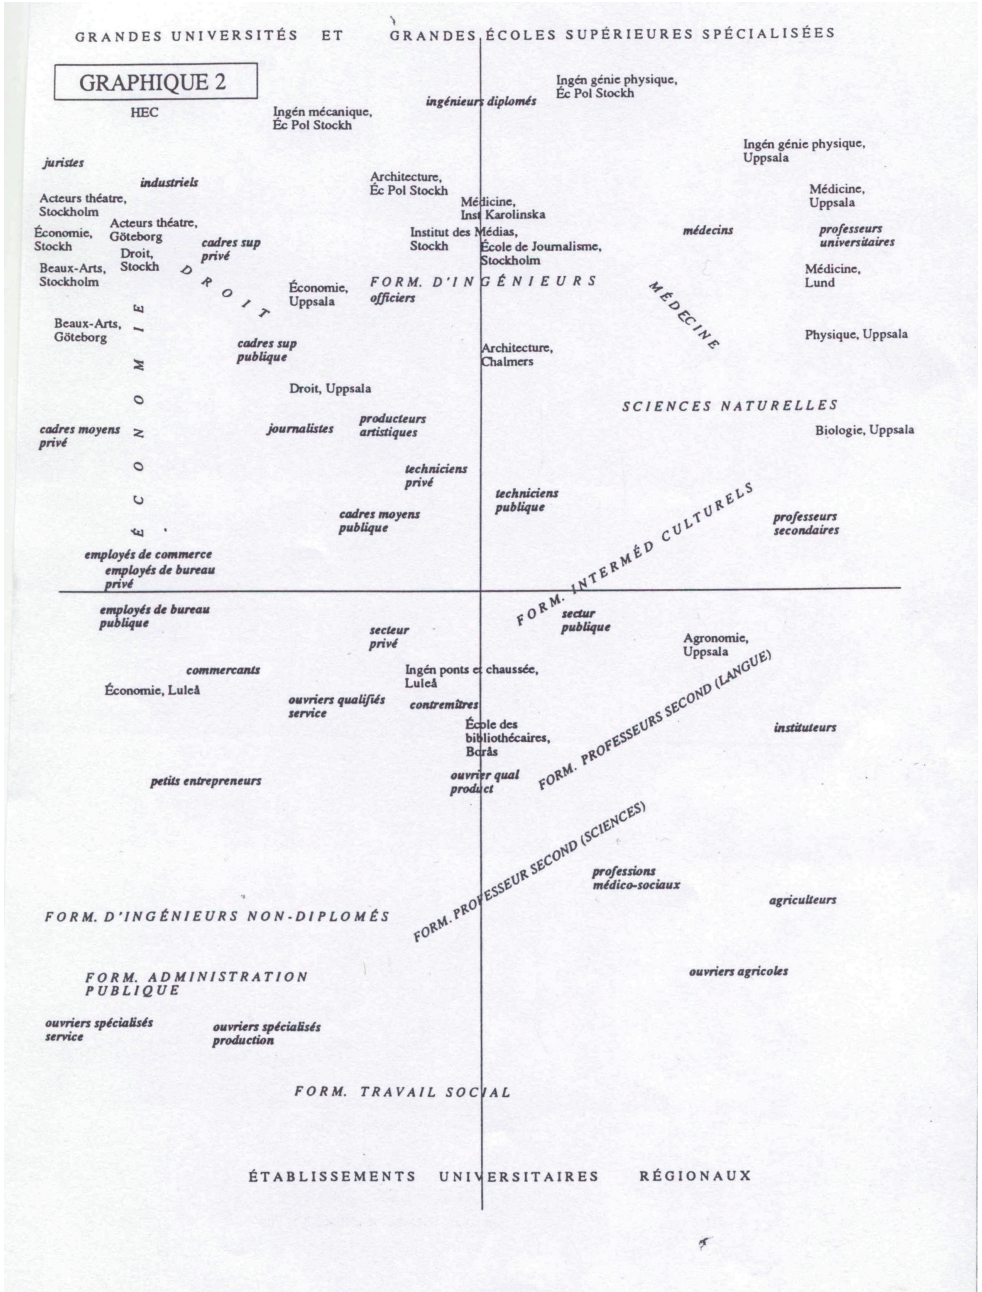 GRANDES UNIVERSITÉS ET GRANDES ÉCOLES SUPÉRIEURES SPÉCIALISÉES
GRAPHIQUE 2
HEC
Ingén mécanique,
Éc Pol Stockh
ingénieurs diplomés
Ingén génie physique,
Éc Pol Stockh
Ingén génie physique,
Uppsala
juristes
industriels
Architecture,
Éc Pol Stockh
Médicine,
Inst Karolinska
Médicine,
Uppsala
Acteurs théatre,
Stockholm
Acteurs théatre,
Göteborg
Économie,
Stockh
cadres sup
privé
Institut des Médias,
Stockh
École de Journalisme,
Stockholm
médecins
professeurs
universitaires
Droit,
Stockh
Beaux-Arts,
Stockholm
DROIT
Économie,
Uppsala
FORM. D'INGÉNIEURS
officiers
MÉDECINE
Médicine,
Lund
Beaux-Arts,
Göteborg
ÉCONOMIE
cadres sup
publique
Architecture,
Chalmers
Physique, Uppsala
Droit, Uppsala
SCIENCES NATURELLES
cadres moyens
privé
journalistes
producteurs
artistiques
Biologie, Uppsala
techniciens
privé
techniciens
publique
cadres moyens
publique
FORM. INTERMÉD CULTURELS
professeurs
secondaires
employés de commerce
employés de bureau
privé
employés de bureau
publique
secteur
privé
sectur
publique
Agronomie,
Uppsala
commercants
Économie, Luleå
Ingén ponts et chaussée,
Luleå
ouvriers qualifiés
service
contremîtres
École des
bibliothécaires,
Borås
FORM. PROFESSEURS SECOND (LANGUE)
instituteurs
petits entrepreneurs
ouvrier qual
product
FORM. PROFESSEUR SECOND (SCIENCES)
professions
médico-sociaux
agriculteurs
FORM. D'INGÉNIEURS NON-DIPLOMÉS
FORM. ADMINISTRATION
PUBLIQUE
ouvriers agricoles
ouvriers spécialisés
service
ouvriers spécialisés
production
FORM. TRAVAIL SOCIAL
ÉTABLISSEMENTS UNIVERSITAIRES RÉGIONAUX